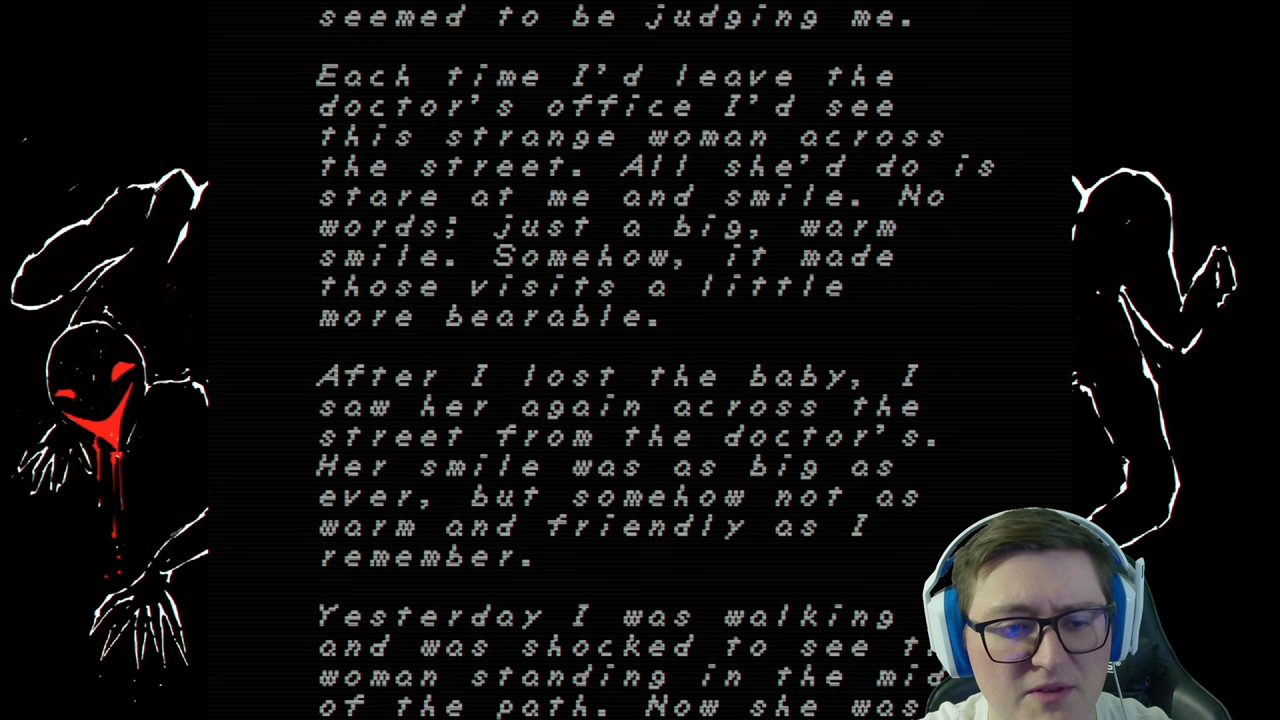 seemed to be judging me.
Each time I'd leave the
doctor's office I'd see
this strange woman across
the street. All she'd do is
stare at me and smile. No
words; just a big, warm
smile. Somehow, it made
those visits a little
more bearable.
After I lost the baby, I
saw her again across the
street from the doctor's.
Her smile was as big as
ever, but somehow not as
warm and friendly as I
remember.
Yesterday I was walking
and was shocked to see
woman standing in the
of the path. Now she was